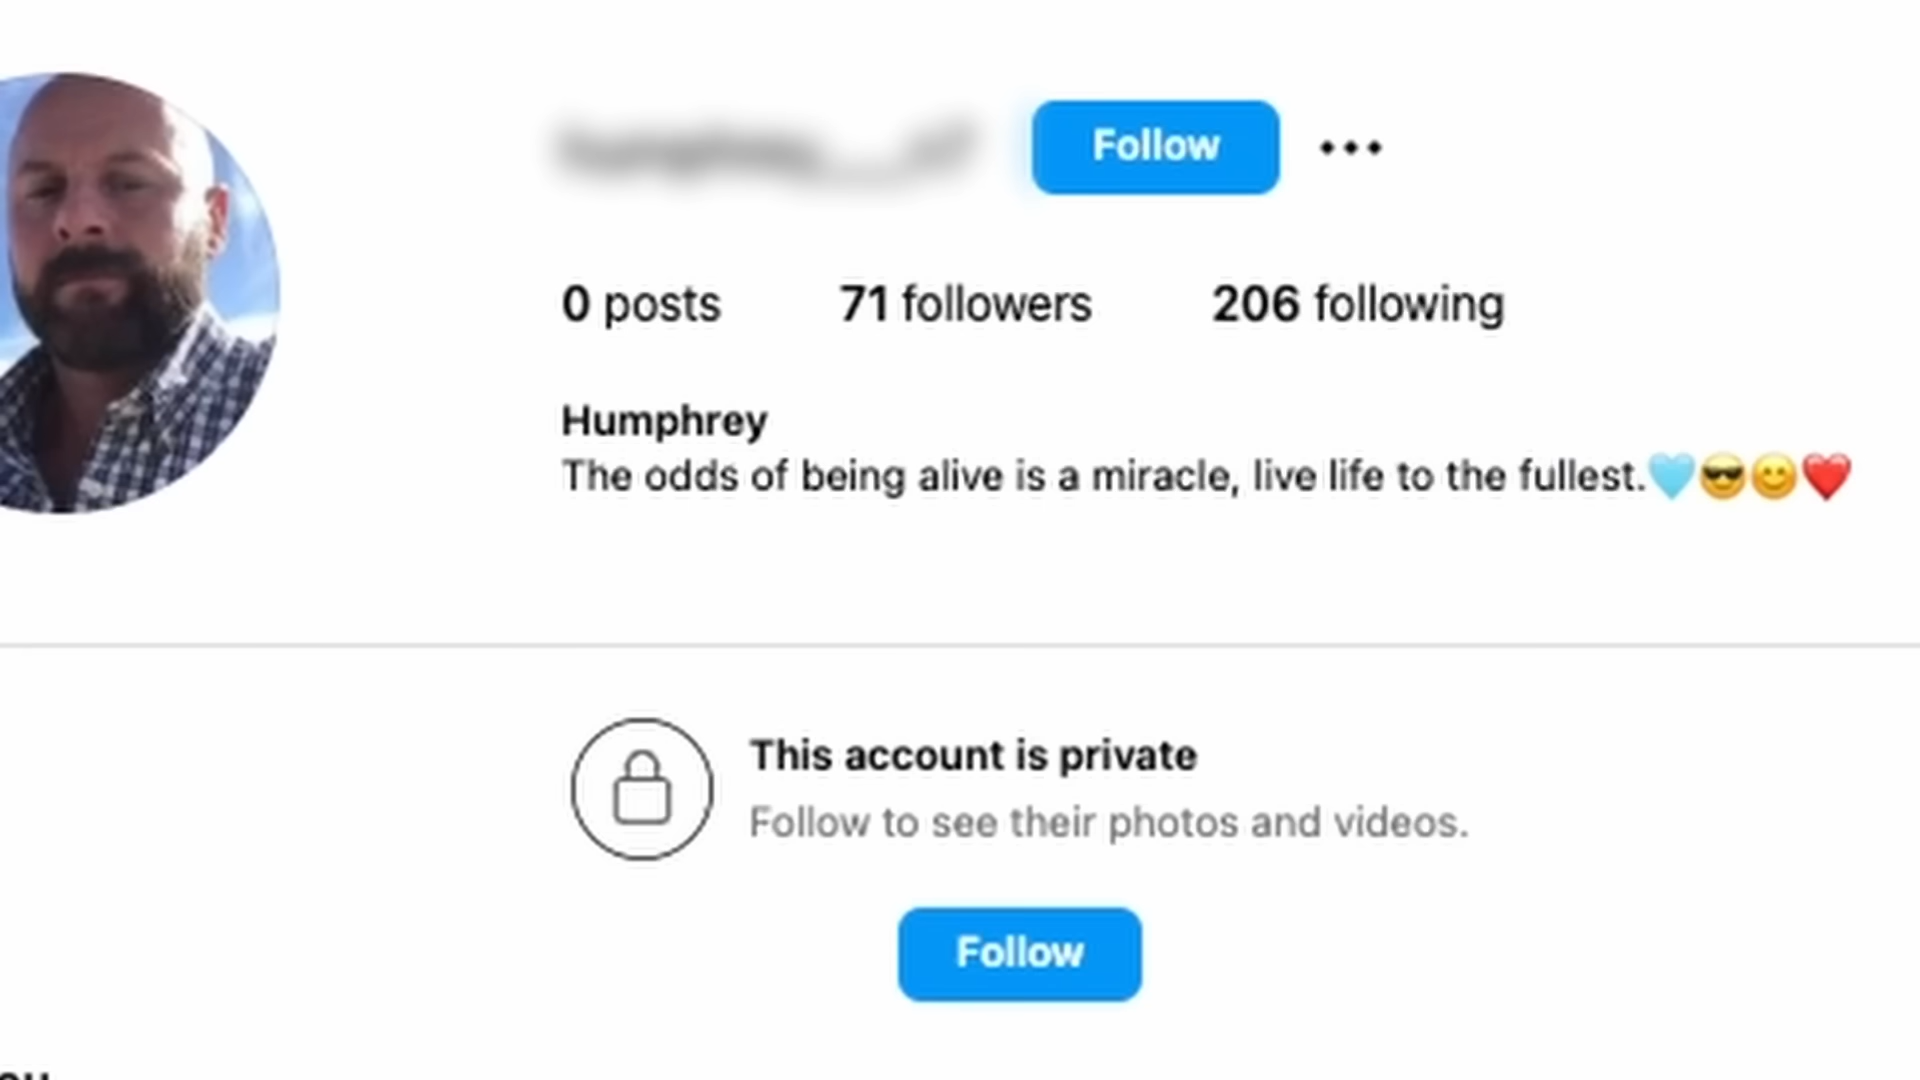 Follow
0 posts 71 followers 206 following
Humphrey
The odds of being alive is a miracle, live life to the fullest.🩵😎😊❤️
This account is private
Follow to see their photos and videos.
Follow